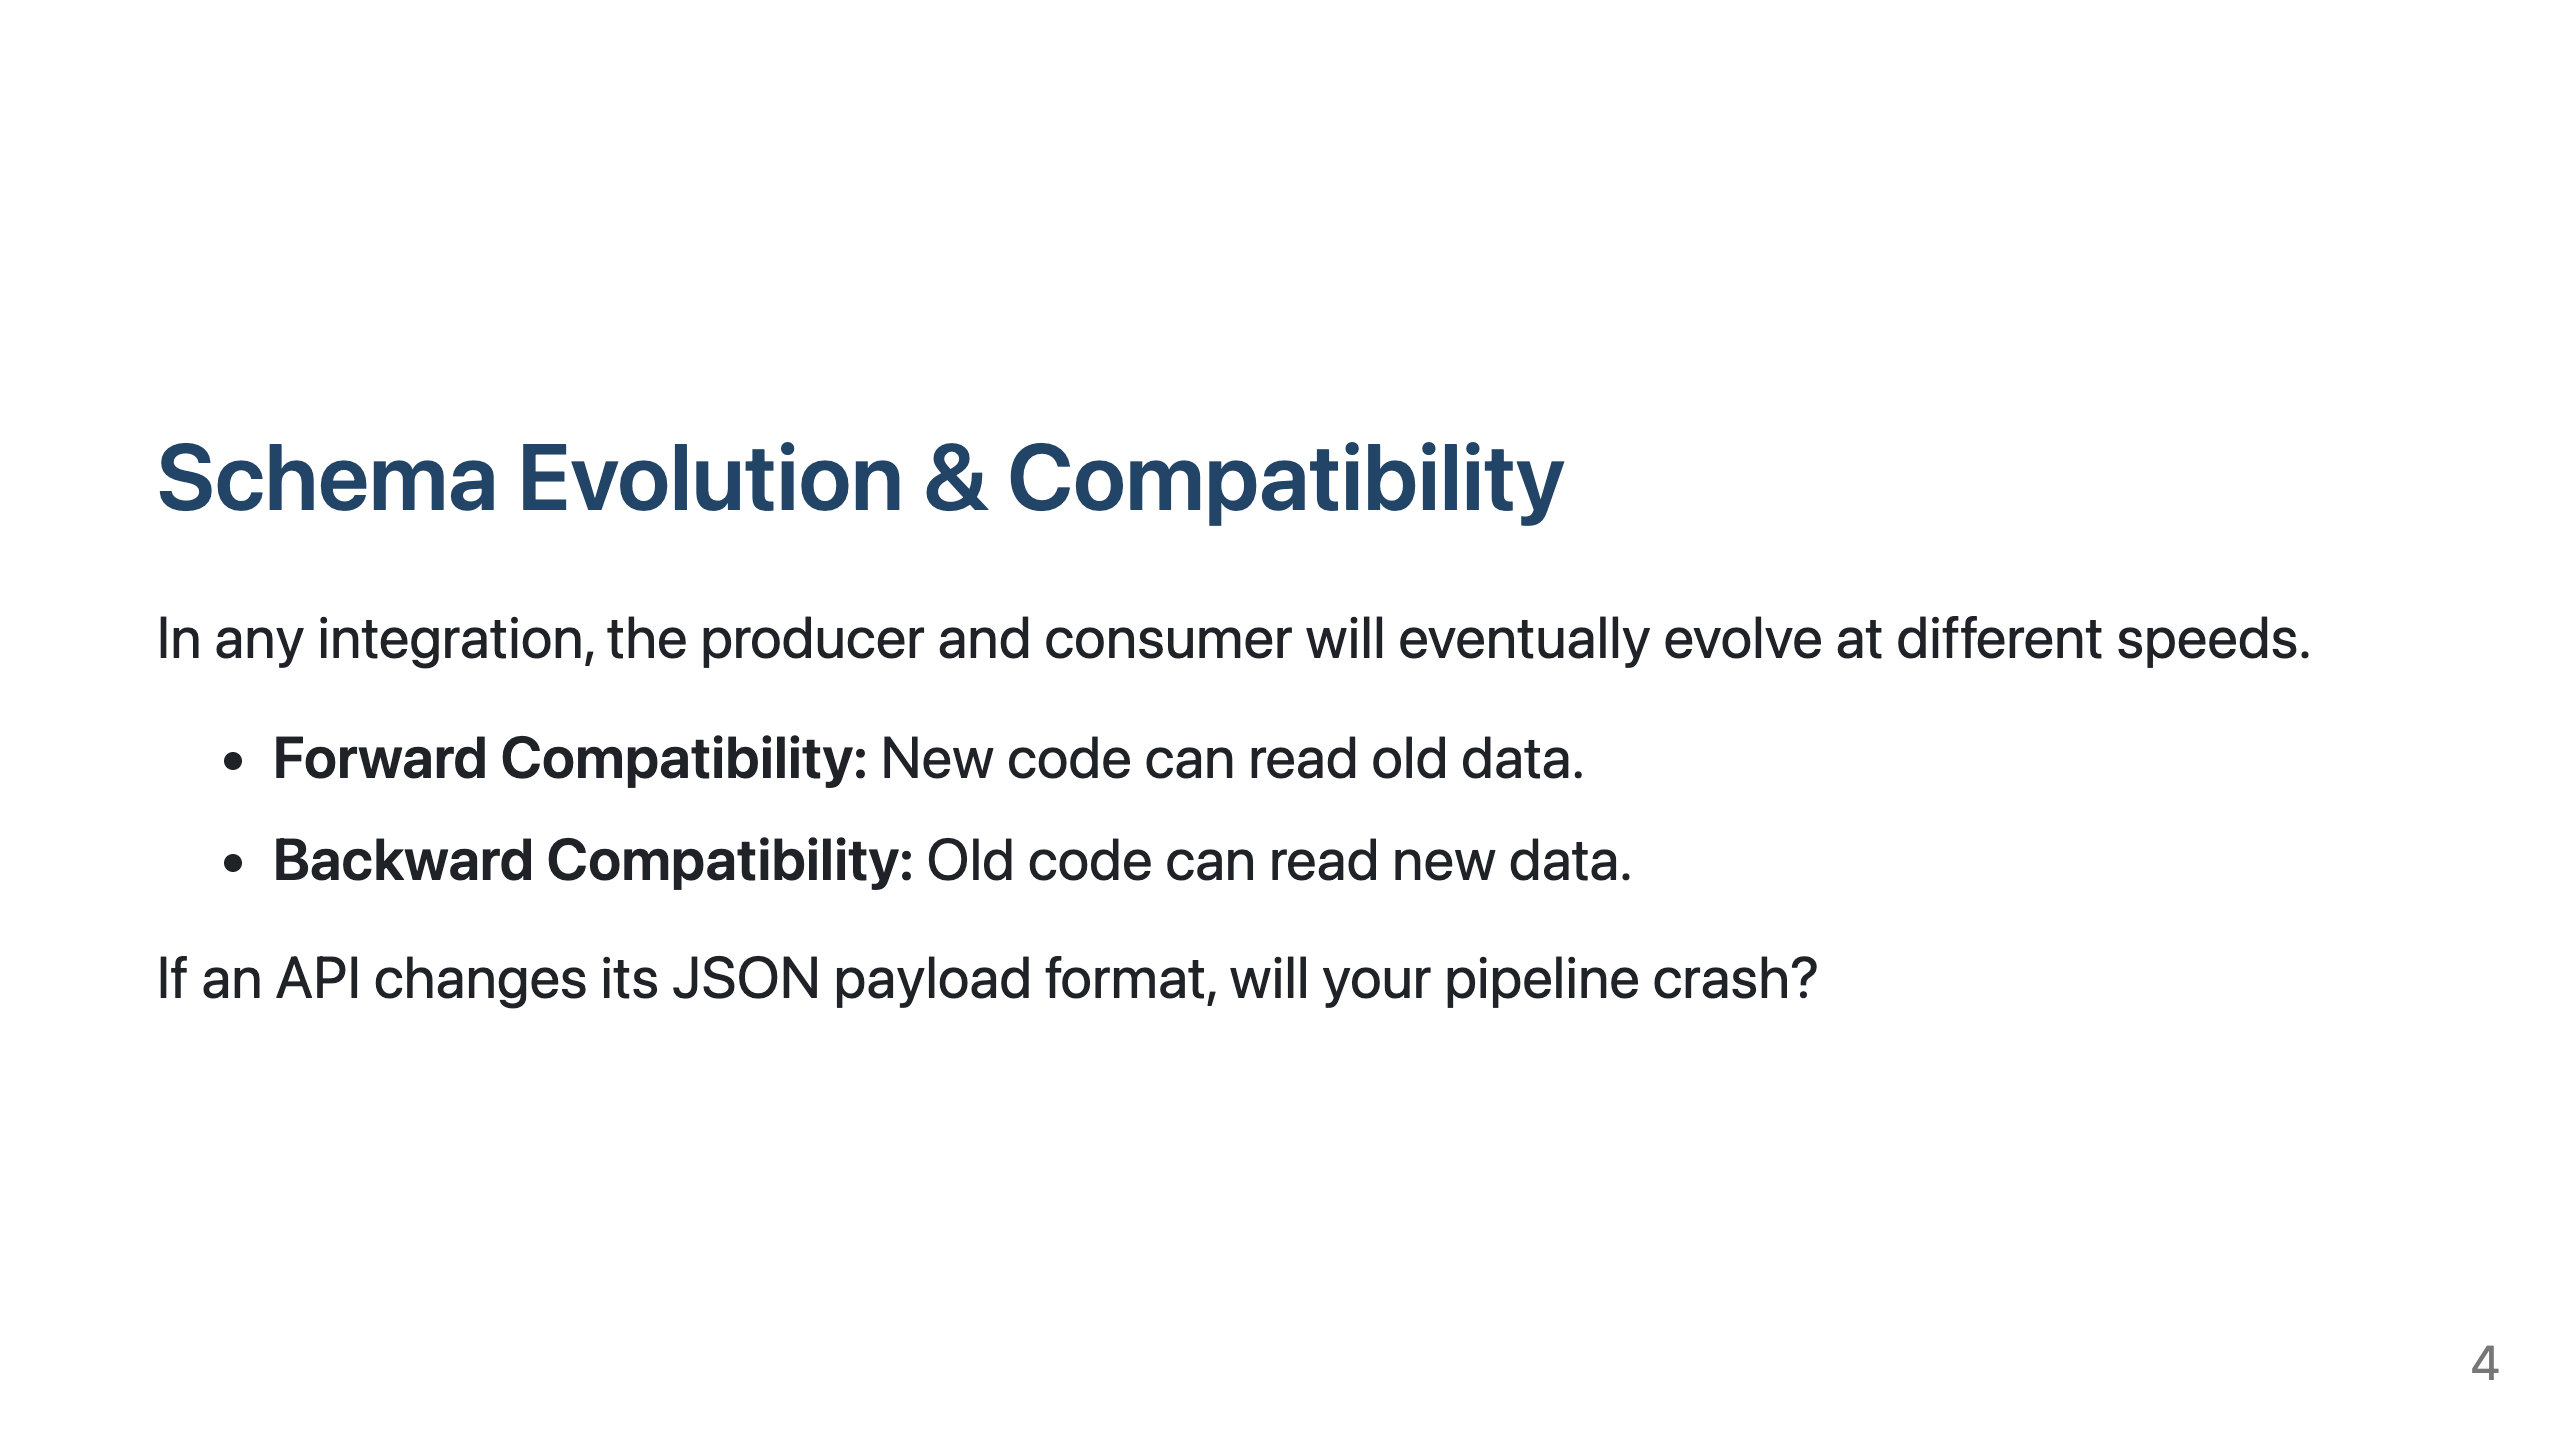 Schema Evolution & Compatibility
In any integration, the producer and consumer will eventually evolve at different speeds.
• Forward Compatibility: New code can read old data.
• Backward Compatibility: Old code can read new data.
If an API changes its JSON payload format, will your pipeline crash?
4